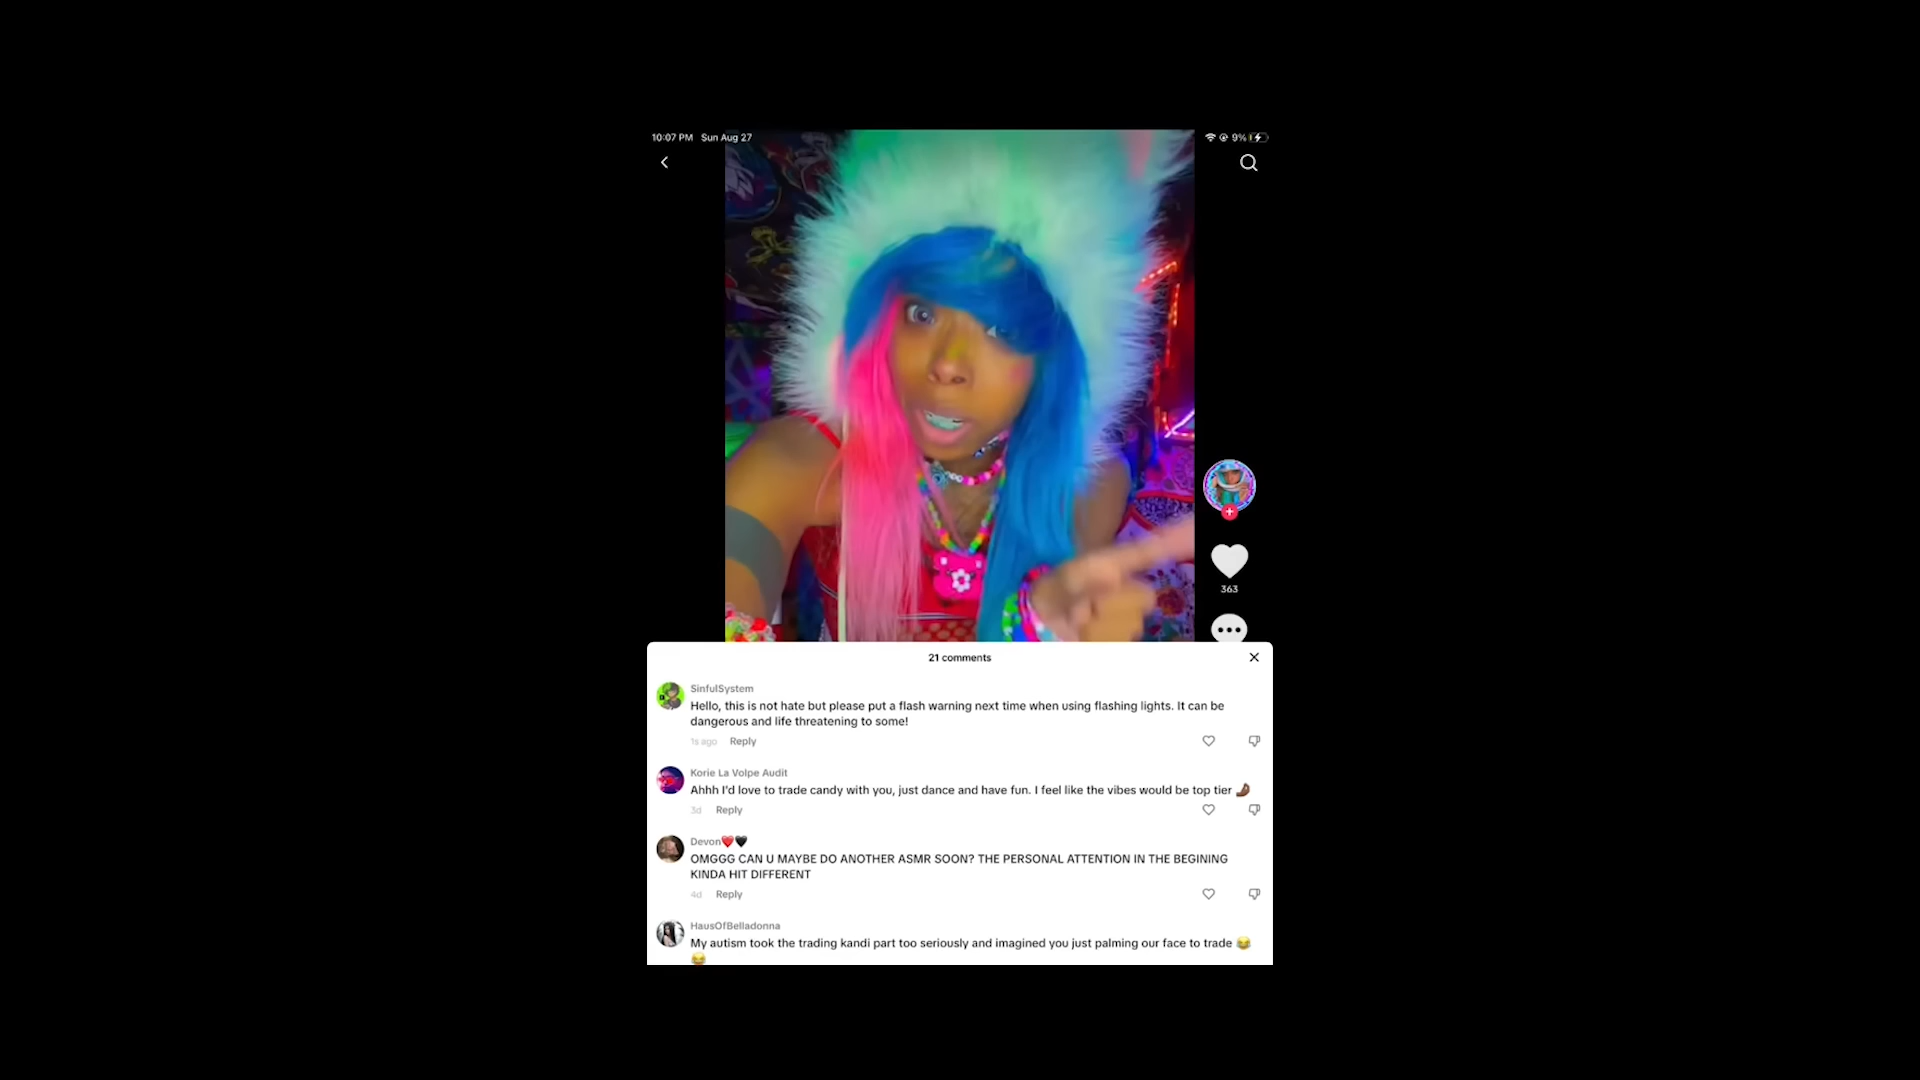 10:07 PM Sun Aug 27
9%
363
21 comments
SinfulSystem
Hello, this is not hate but please put a flash warning next time when using flashing lights. It can be
dangerous and life threatening to some!
1s ago Reply
Korie La Volpe Audit
Ahhh I'd love to trade candy with you, just dance and have fun. I feel like the vibes would be top tier 🤌🏾
3d Reply
Devon❤️🖤
OMGGG CAN U MAYBE DO ANOTHER ASMR SOON? THE PERSONAL ATTENTION IN THE BEGINING
KINDA HIT DIFFERENT
4d Reply
HausOfBelladonna
My autism took the trading kandi part too seriously and imagined you just palming our face to trade 😂
😂